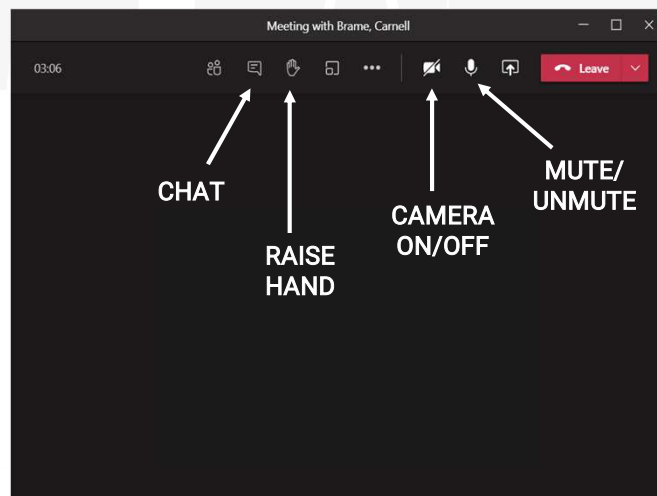 Meeting with Brame, Carnell
03:06
Leave
CHAT
RAISE
HAND
CAMERA
ON/OFF
MUTE/
UNMUTE